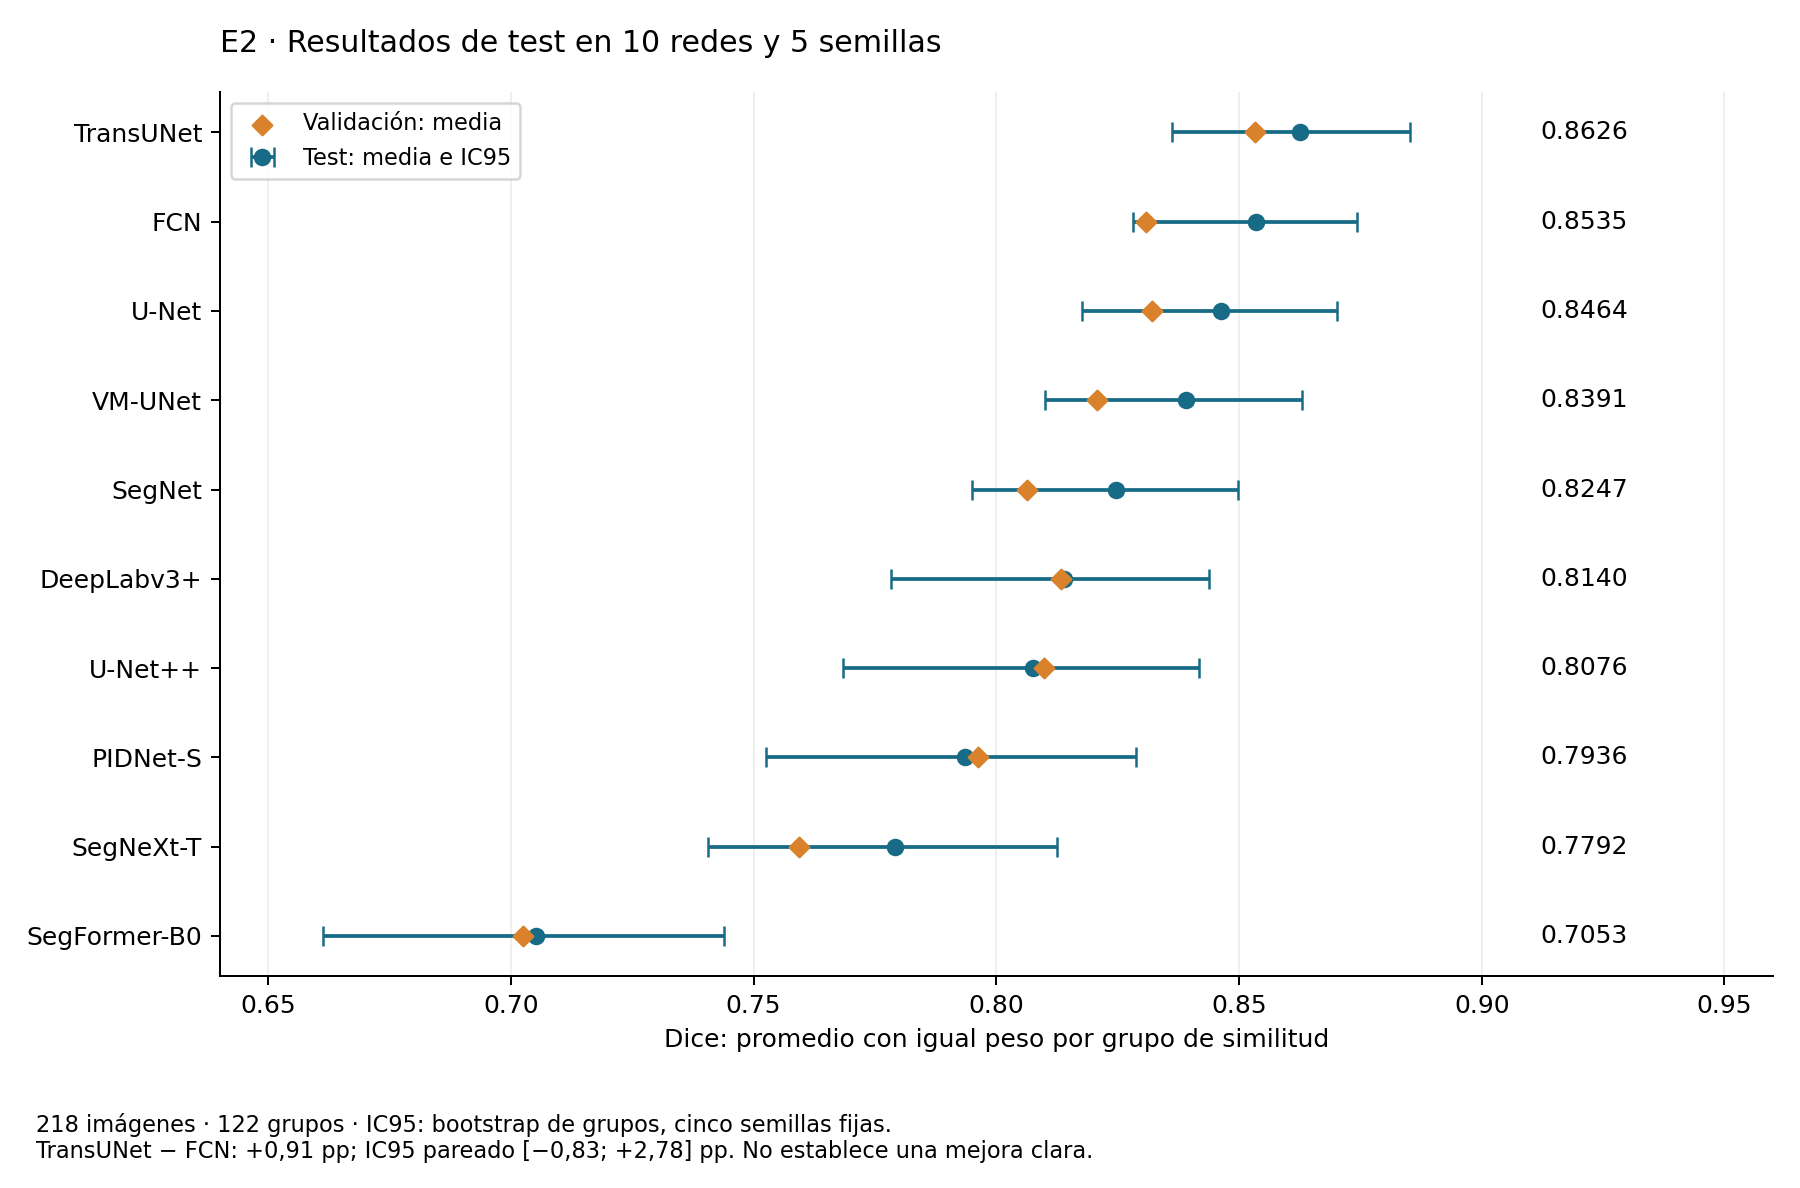 E2 · Resultados de test en 10 redes y 5 semillas
Validación: media
Test: media e IC95
TransUNet 0.8626
FCN 0.8535
U-Net 0.8464
VM-UNet 0.8391
SegNet 0.8247
DeepLabv3+ 0.8140
U-Net++ 0.8076
PIDNet-S 0.7936
SegNeXt-T 0.7792
SegFormer-B0 0.7053
0.65 0.70 0.75 0.80 0.85 0.90 0.95
Dice: promedio con igual peso por grupo de similitud
218 imágenes · 122 grupos · IC95: bootstrap de grupos, cinco semillas fijas.
TransUNet − FCN: +0,91 pp; IC95 pareado [−0,83; +2,78] pp. No establece una mejora clara.